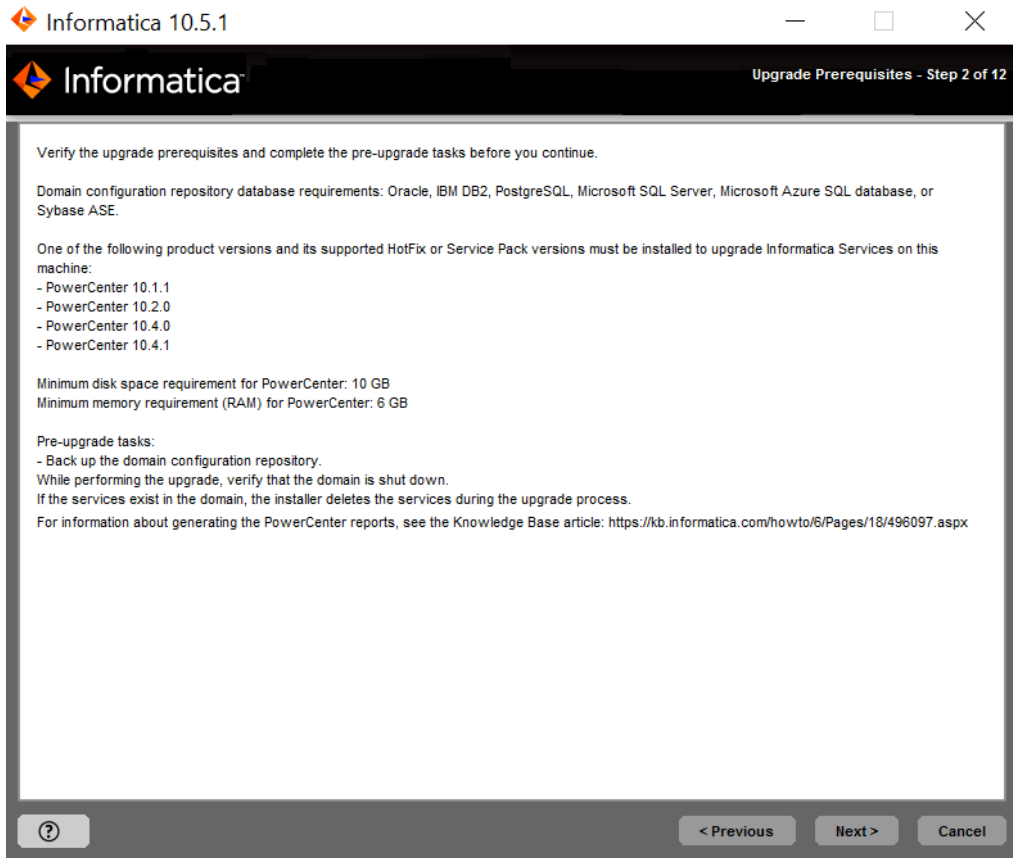 Informatica 10.5.1
Informatica
Upgrade Prerequisites - Step 2 of 12
Verify the upgrade prerequisites and complete the pre-upgrade tasks before you continue.
Domain configuration repository database requirements: Oracle, IBM DB2, PostgreSQL, Microsoft SQL Server, Microsoft Azure SQL database, or
Sybase ASE.
One of the following product versions and its supported HotFix or Service Pack versions must be installed to upgrade Informatica Services on this
machine:
- PowerCenter 10.1.1
- PowerCenter 10.2.0
- PowerCenter 10.4.0
- PowerCenter 10.4.1
Minimum disk space requirement for PowerCenter: 10 GB
Minimum memory requirement (RAM) for PowerCenter: 6 GB
Pre-upgrade tasks:
- Back up the domain configuration repository.
While performing the upgrade, verify that the domain is shut down.
If the services exist in the domain, the installer deletes the services during the upgrade process.
For information about generating the PowerCenter reports, see the Knowledge Base article: https://kb.informatica.com/howto/6/Pages/18/496097.aspx
?
< Previous
Next >
Cancel